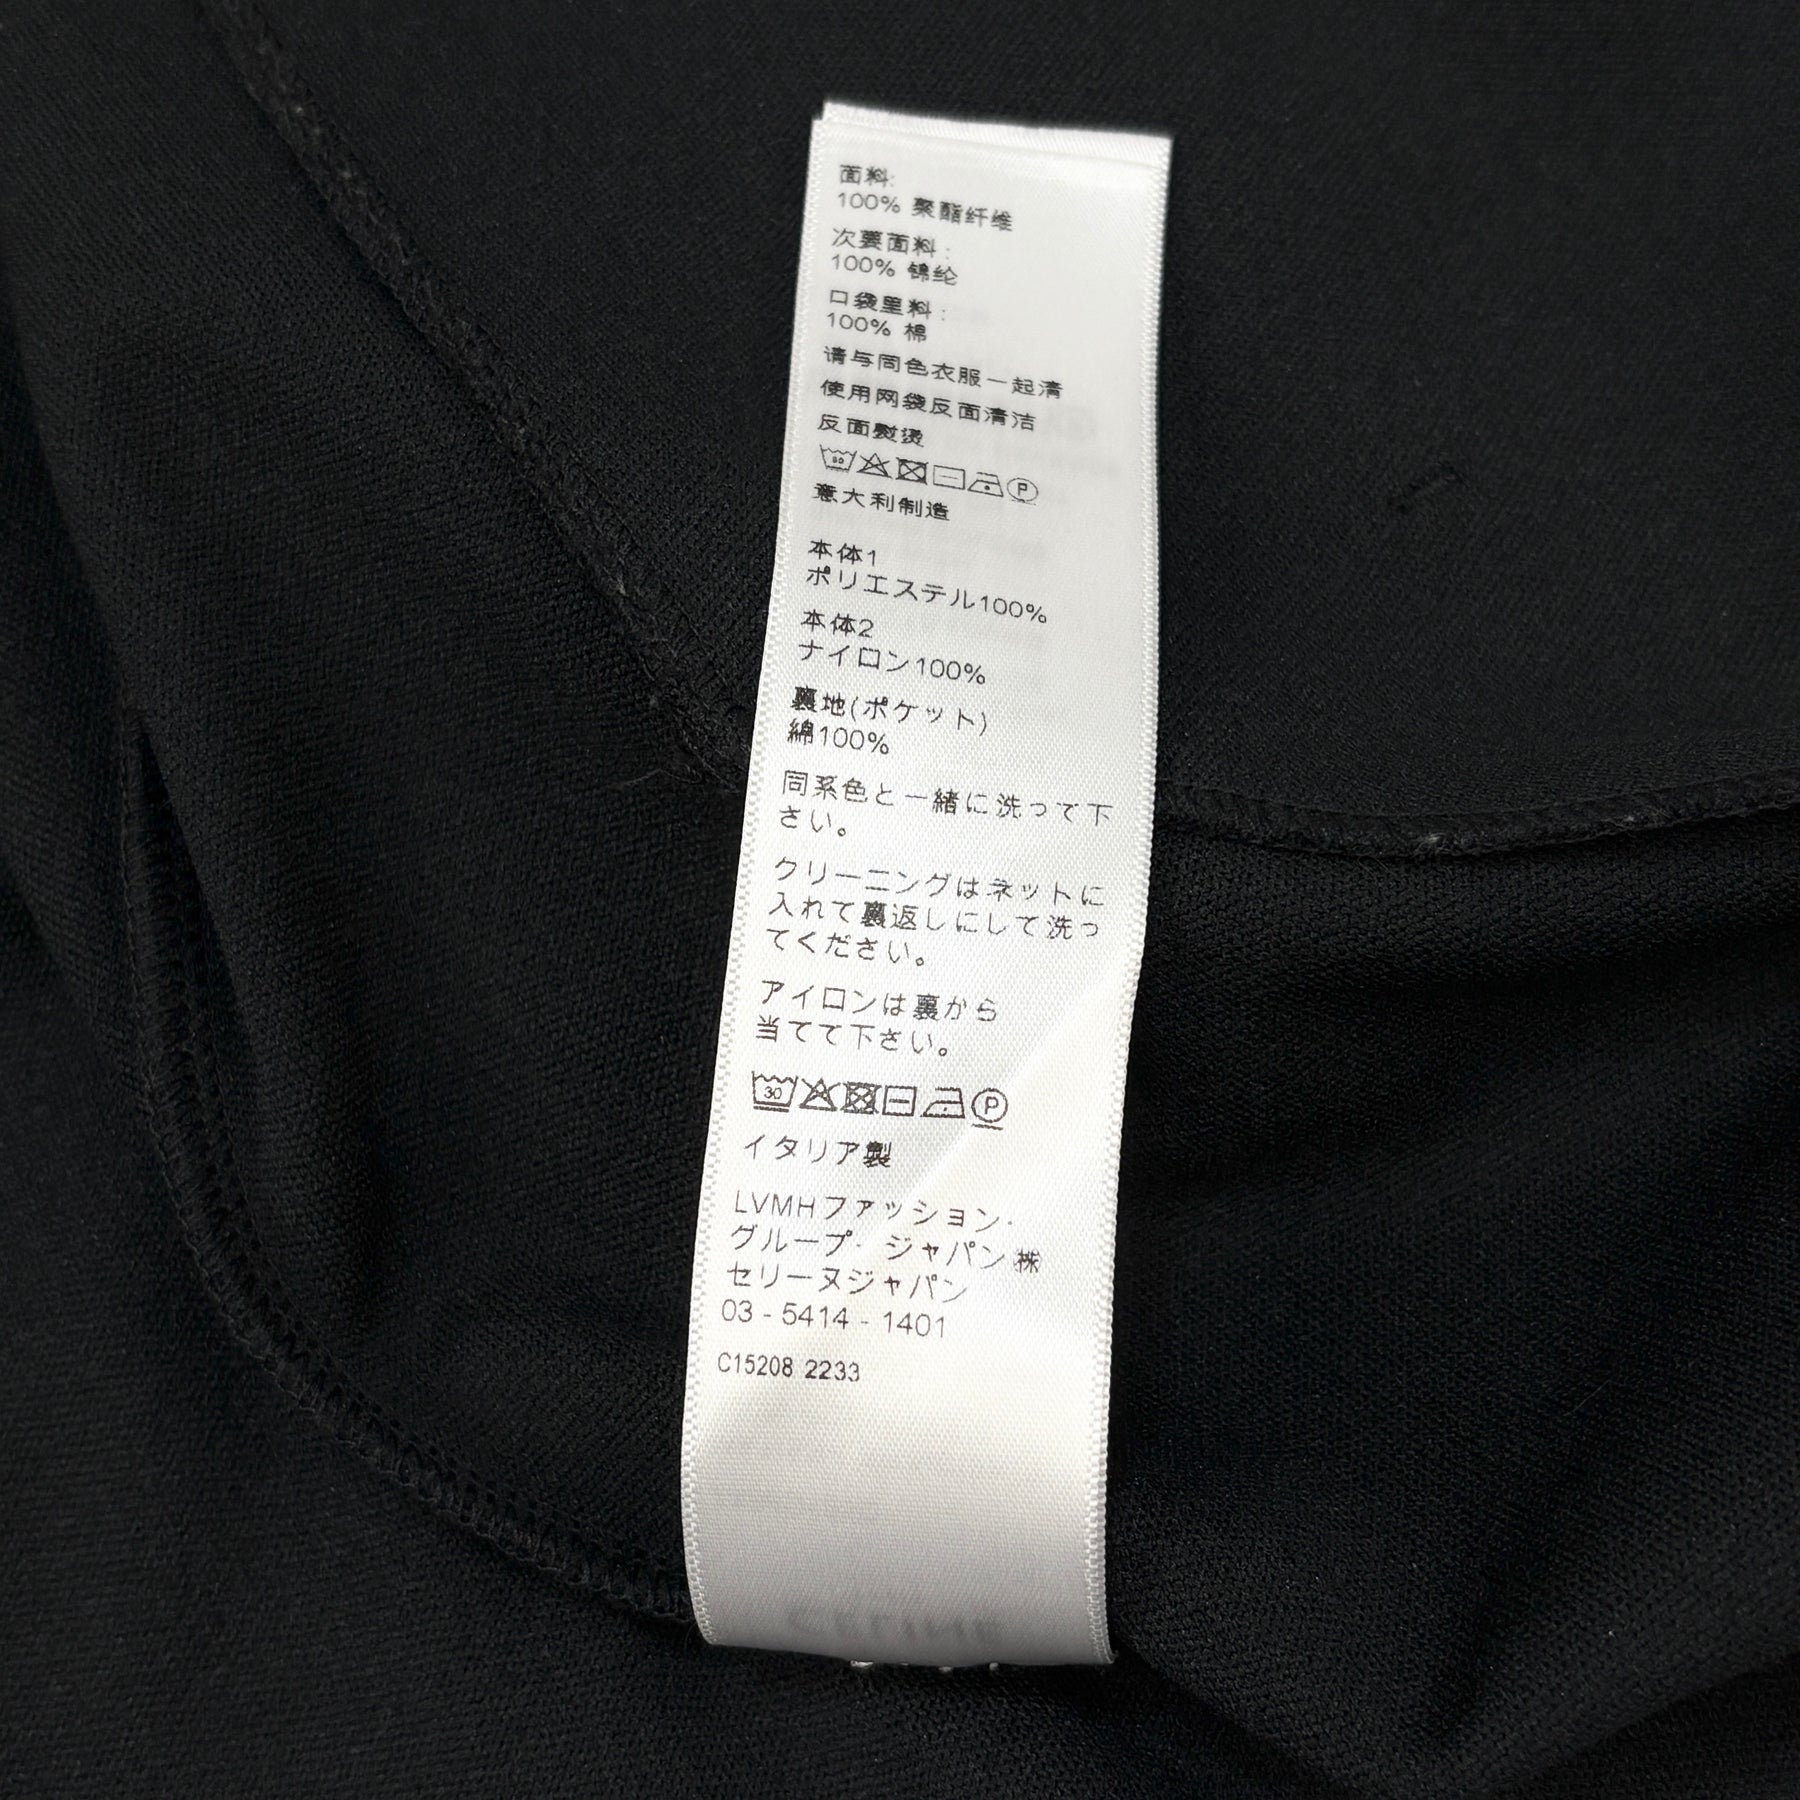 面料:
100% 聚酯纤维
次要面料:
100% 锦纶
口袋里料:
100% 棉
请与同色衣服一起清
使用网袋反面清洁
反面熨烫
30 P
意大利制造
本体1
ポリエステル100%
本体2
ナイロン100%
裏地(ポケット)
綿100%
同系色と一緒に洗って下
さい。
クリーニングはネットに
入れて裏返しにして洗っ
てください。
アイロンは裏から
当てて下さい。
30 P
イタリア製
LVMHファッション・
グループ・ジャパン㈱
セリーヌジャパン
03 - 5414 - 1401
C15208 2233